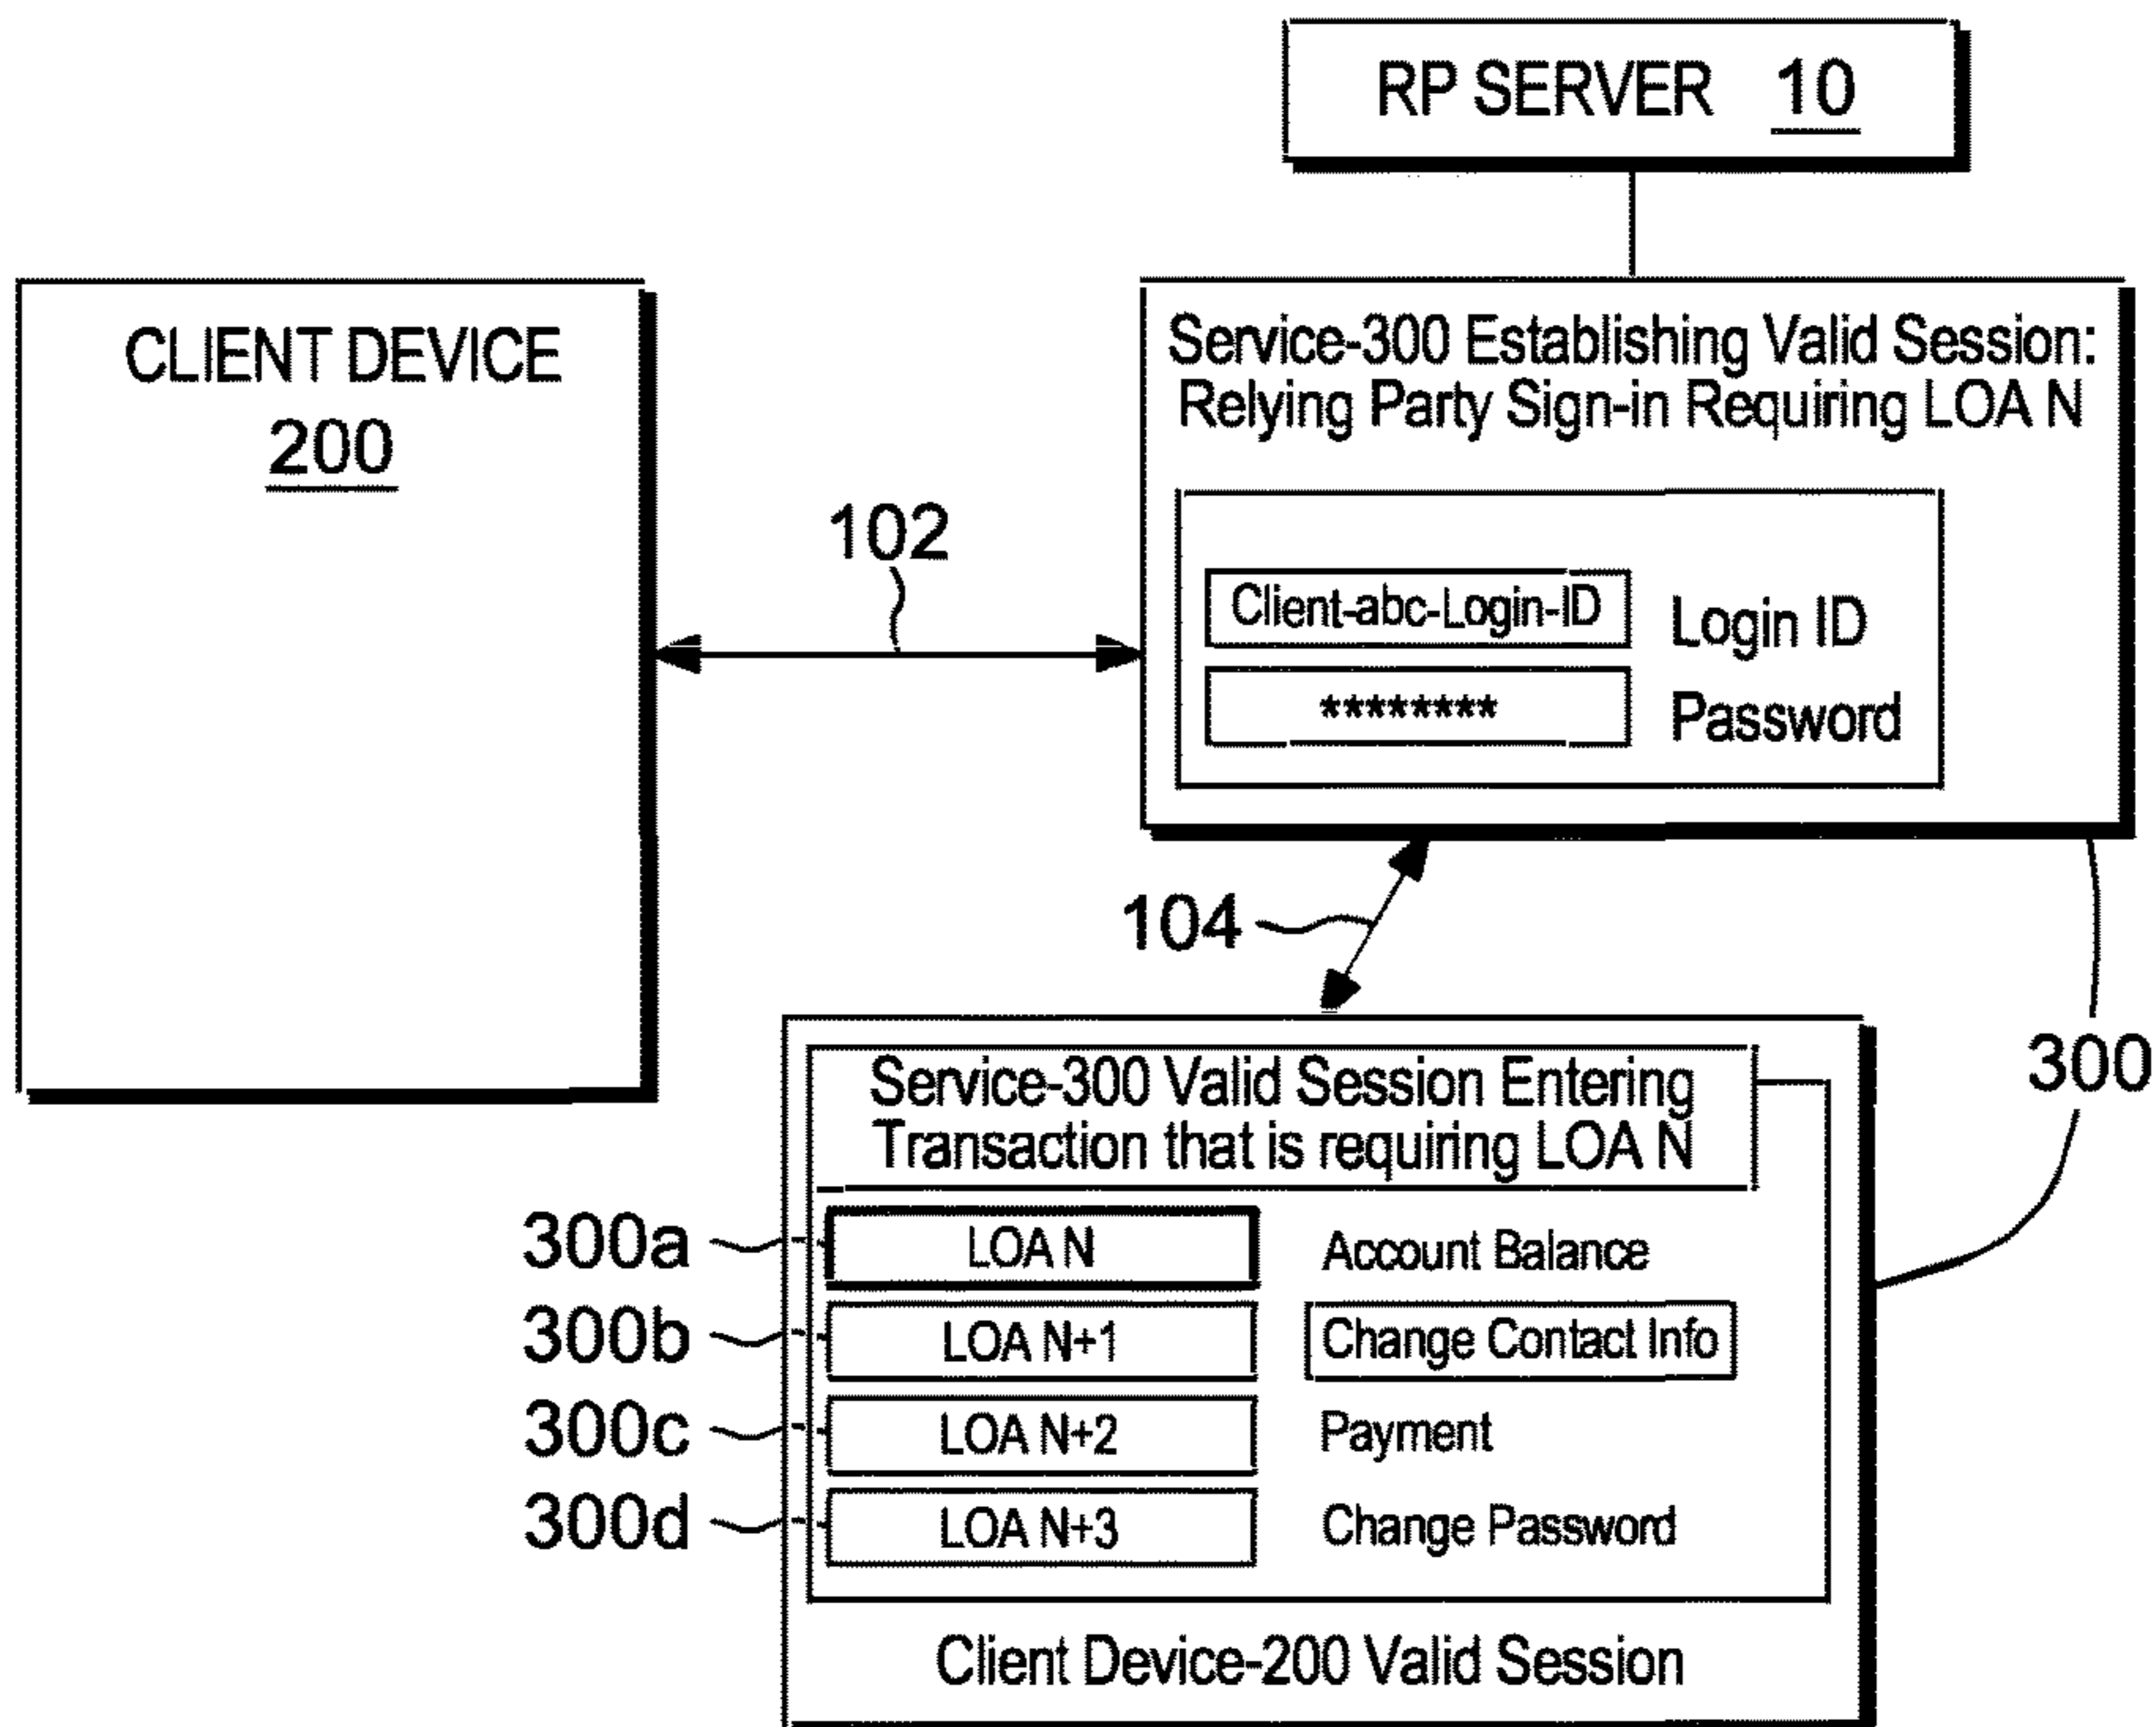 RP SERVER 10
CLIENT DEVICE
200
102
Service-300 Establishing Valid Session:
Relying Party Sign-in Requiring LOA N
Client-abc-Login-ID Login ID
******** Password
104
300
Service-300 Valid Session Entering
Transaction that is requiring LOA N
300a LOA N Account Balance
300b LOA N+1 Change Contact Info
300c LOA N+2 Payment
300d LOA N+3 Change Password
Client Device-200 Valid Session